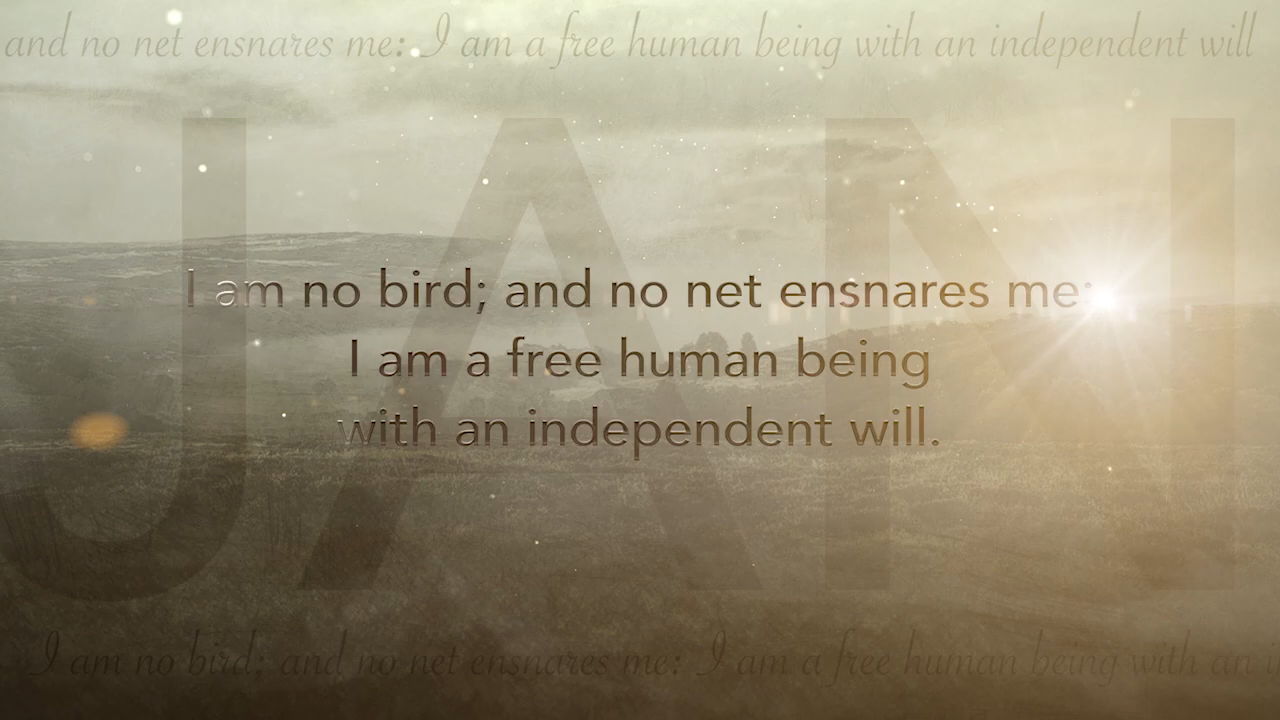 and no net ensnares me: I am a free human being with an independent will
JAN
I am no bird; and no net ensnares me:
I am a free human being
with an independent will.
I am no bird; and no net ensnares me: I am a free human being with an